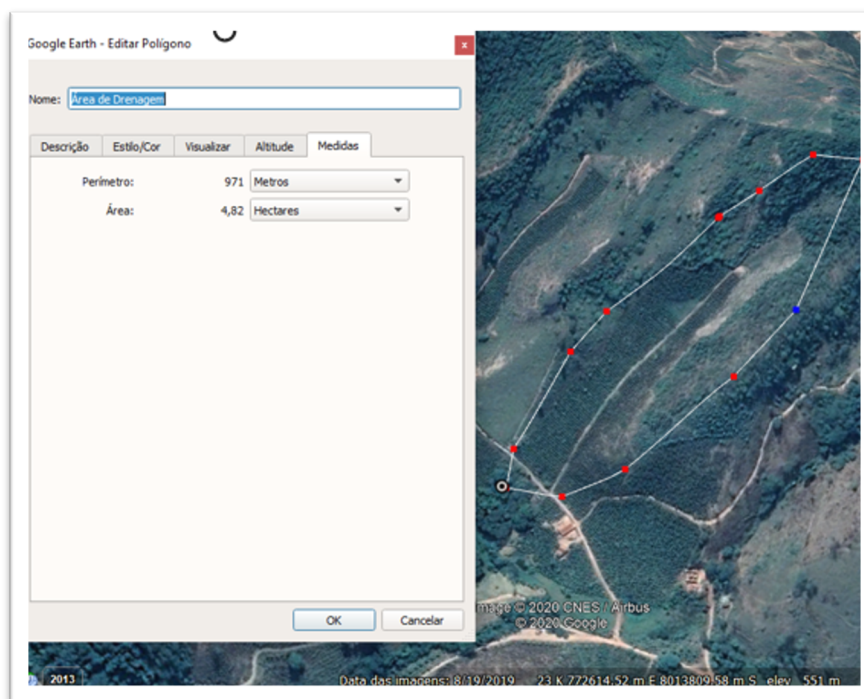 Google Earth - Editar Polígono
x
Nome: Área de Drenagem
Descrição Estilo/Cor Visualizar Altitude Medidas
Perímetro: 971 Metros
Área: 4,82 Hectares
OK Cancelar
Image © 2020 CNES / Airbus
© 2020 Google
2013
Data das imagens: 8/19/2019 23 K 772614.52 m E 8013809.58 m S elev 551 m